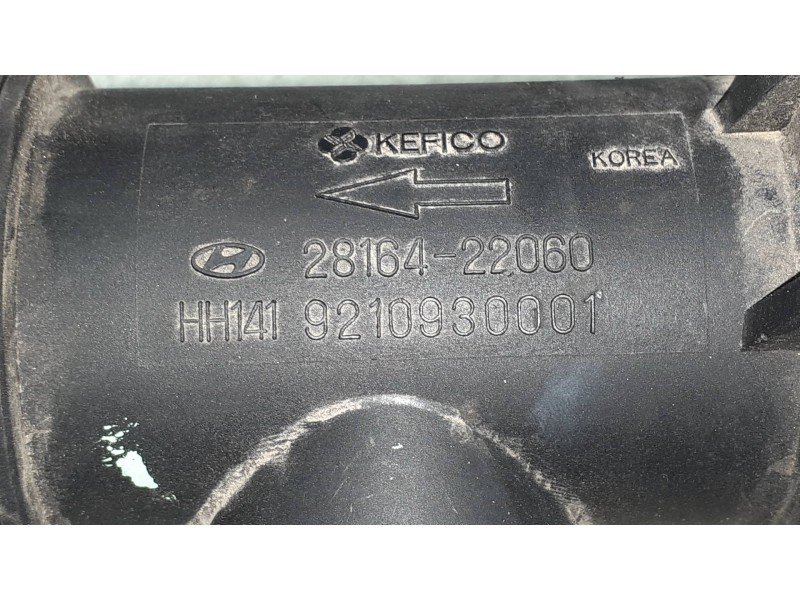 KEFICO
KOREA
28164-22060
HH141 9210930001